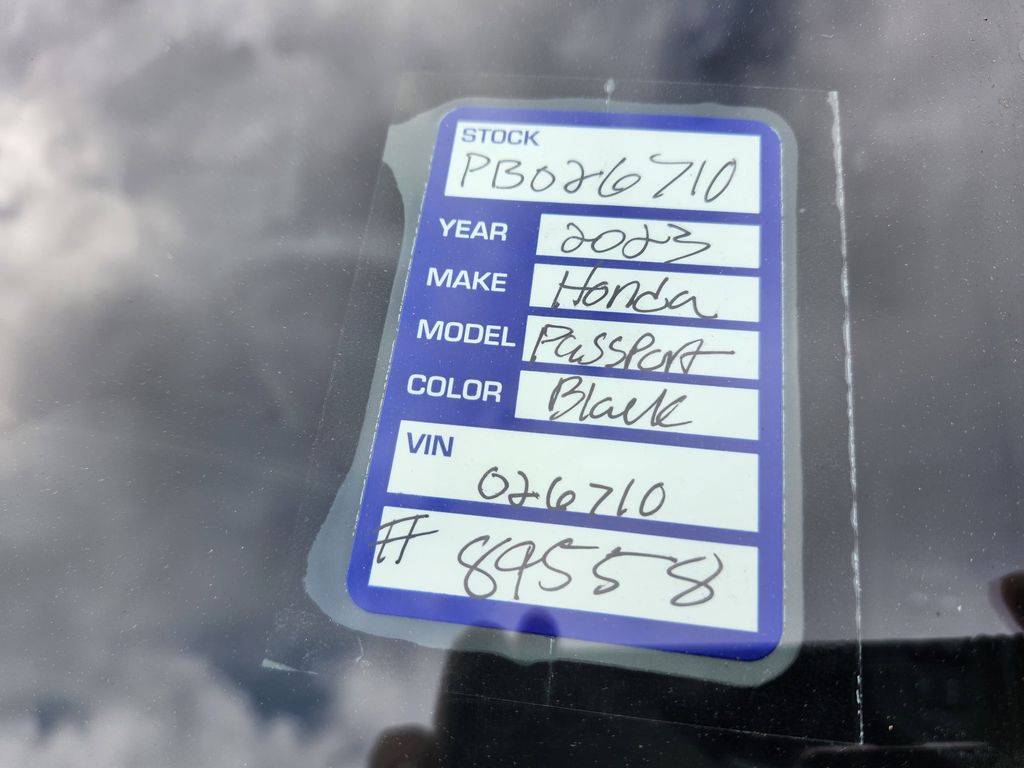 STOCK
PB026710
YEAR 2023
MAKE Honda
MODEL Passport
COLOR Black
VIN
026710
# 89558